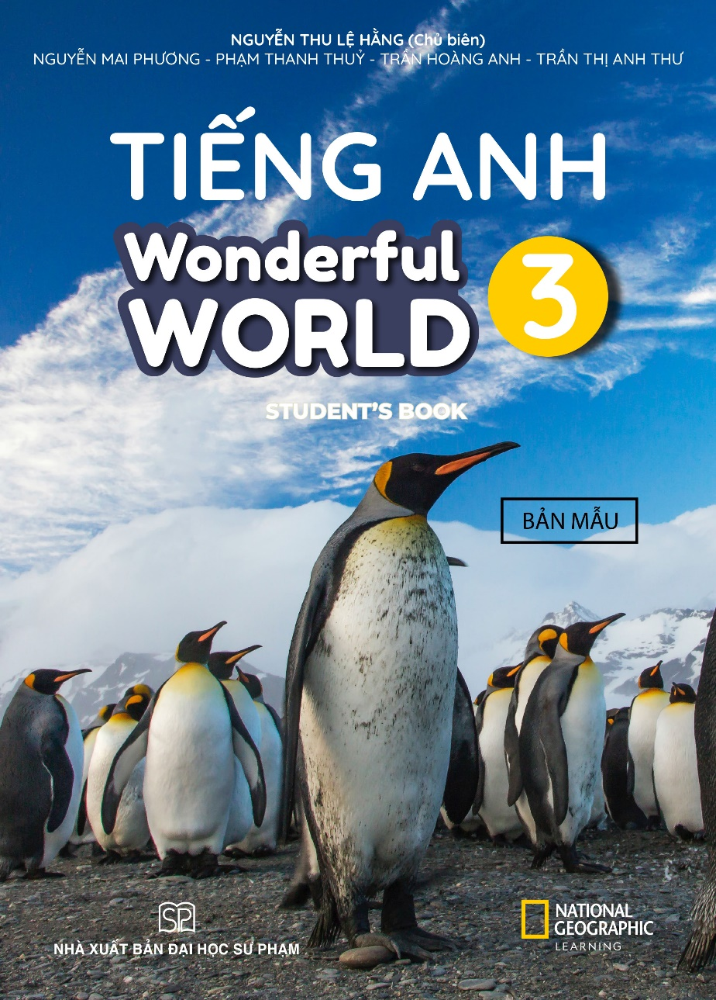 NGUYỄN THU LỆ HẰNG (Chủ biên)
NGUYỄN MAI PHƯƠNG - PHẠM THANH THUỶ - TRẦN HOÀNG ANH - TRẦN THỊ ANH THƯ
TIẾNG ANH
Wonderful
WORLD
3
STUDENT'S BOOK
BẢN MẪU
SP
NHÀ XUẤT BẢN ĐẠI HỌC SƯ PHẠM
NATIONAL
GEOGRAPHIC
LEARNING